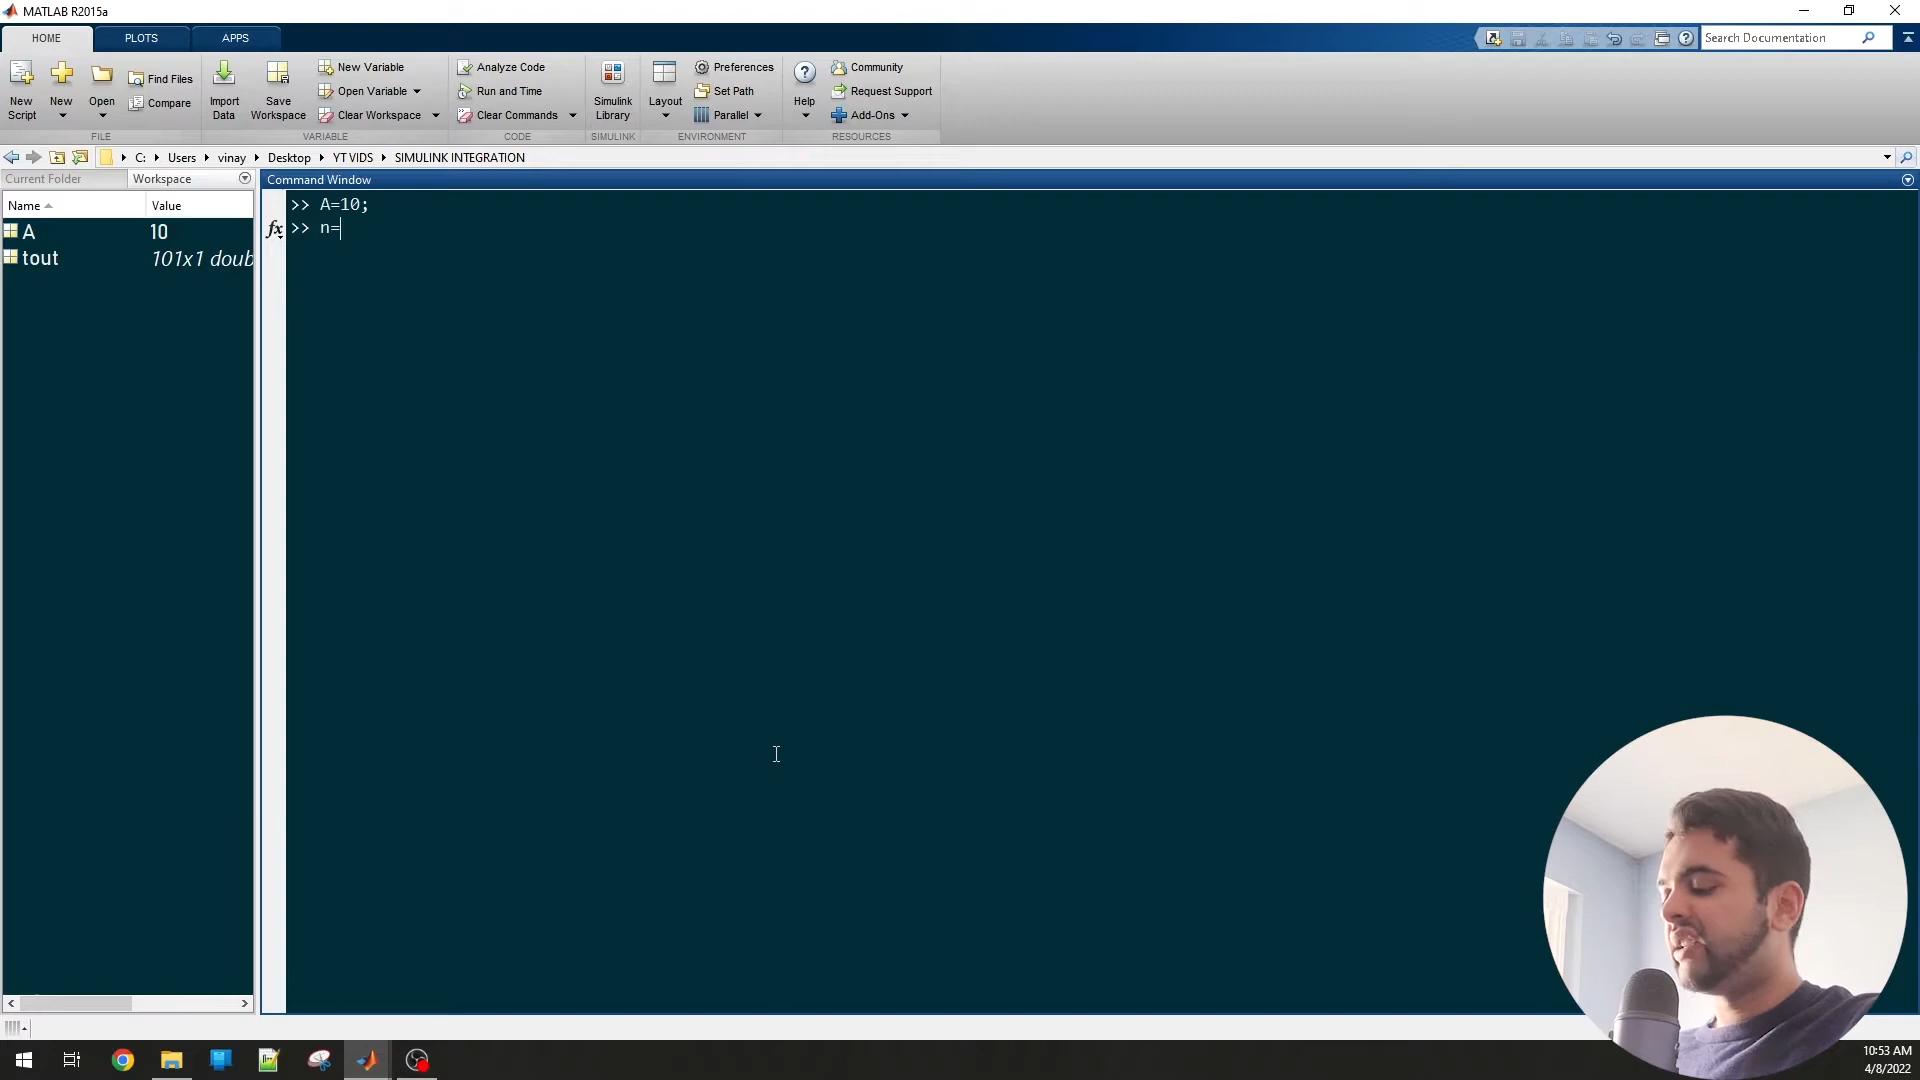 MATLAB R2015a
HOME PLOTS APPS
Search Documentation
New Script
New
Open
Find Files
Compare
FILE
Import Data
Save Workspace
New Variable
Open Variable
Clear Workspace
VARIABLE
Analyze Code
Run and Time
Clear Commands
CODE
Simulink Library
SIMULINK
Layout
Preferences
Set Path
Parallel
ENVIRONMENT
Help
Community
Request Support
Add-Ons
RESOURCES
C: Users vinay Desktop YT VIDS SIMULINK INTEGRATION
Current Folder Workspace
Name Value
A 10
tout 101x1 doub
Command Window
>> A=10;
fx >> n=
10:53 AM
4/8/2022